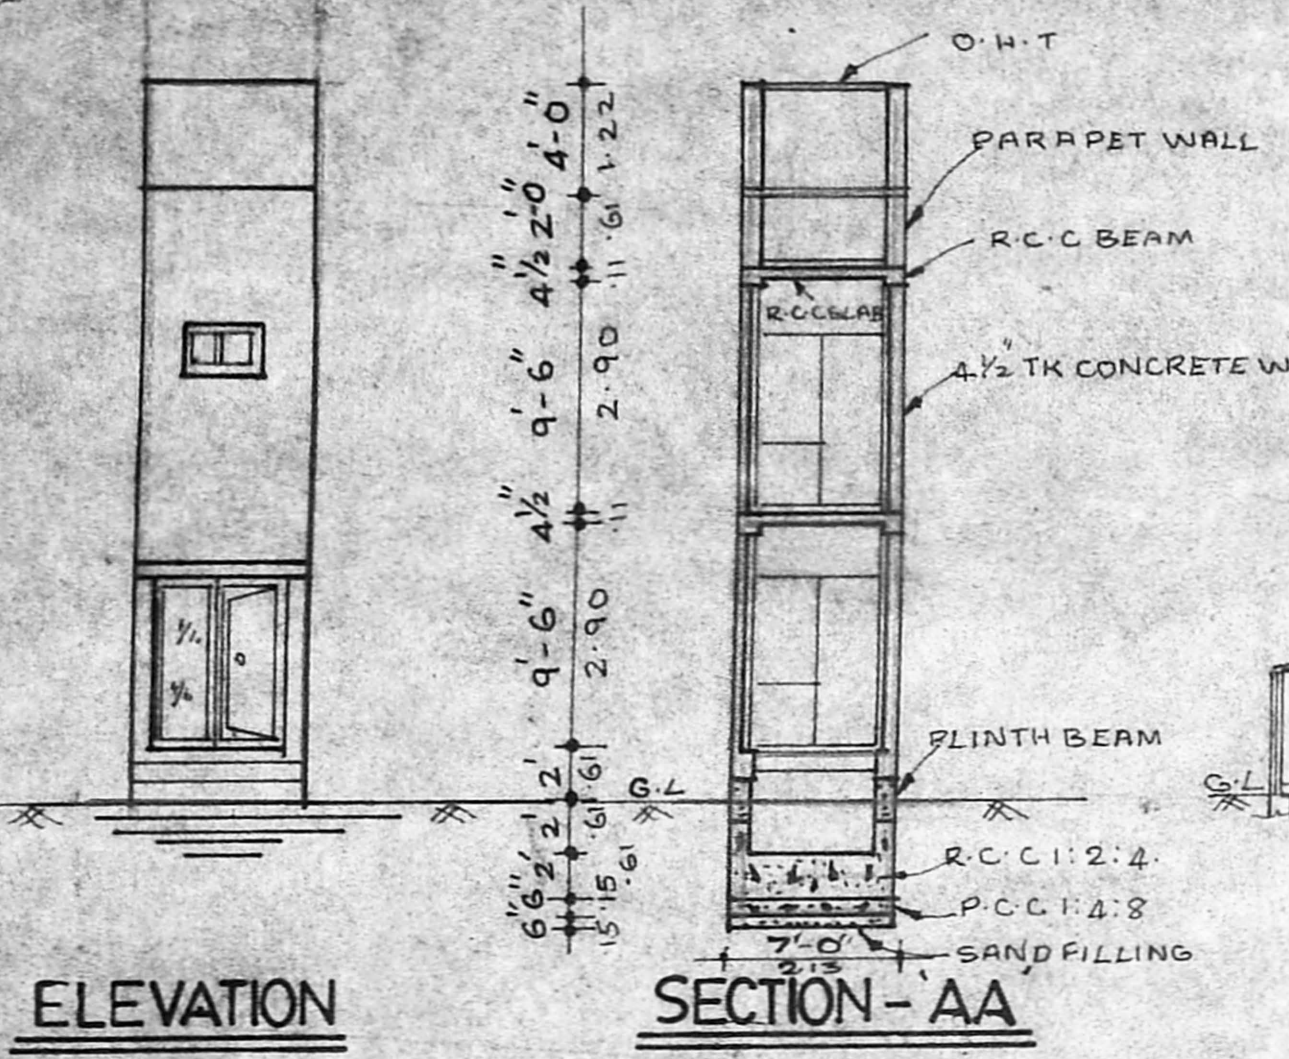 O.H.T
PARAPET WALL
R.C.C BEAM
R.C.C SLAB
4½" TK CONCRETE W
PLINTH BEAM
G.L
G.L
R.C.C 1:2:4.
P.C.C 1:4:8
SAND FILLING
4'-0"
1.22
2'-0"
.61
4½"
.11
9'-6"
2.90
4½"
.11
9'-6"
2.90
2'
.61
2'
.61
2'
.61
6"
.15
6"
15
7'-0"
2.13
ELEVATION
SECTION - 'AA'